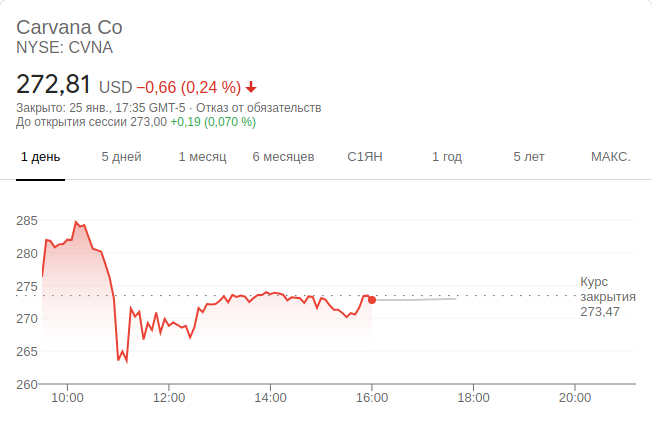 Carvana Co
NYSE: CVNA
272,81 USD −0,66 (0,24 %)
Закрыто: 25 янв., 17:35 GMT-5 · Отказ от обязательств
До открытия сессии 273,00 +0,19 (0,070 %)
1 день 5 дней 1 месяц 6 месяцев С1ЯН 1 год 5 лет МАКС.
285
280
275
270
265
260
Курс
закрытия
273,47
10:00 12:00 14:00 16:00 18:00 20:00